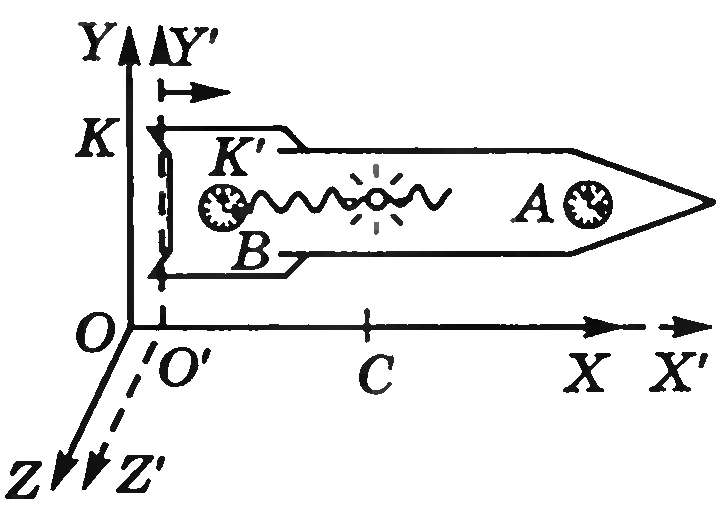 Y Y'
K K'
A
B
O O' C X X'
Z Z'